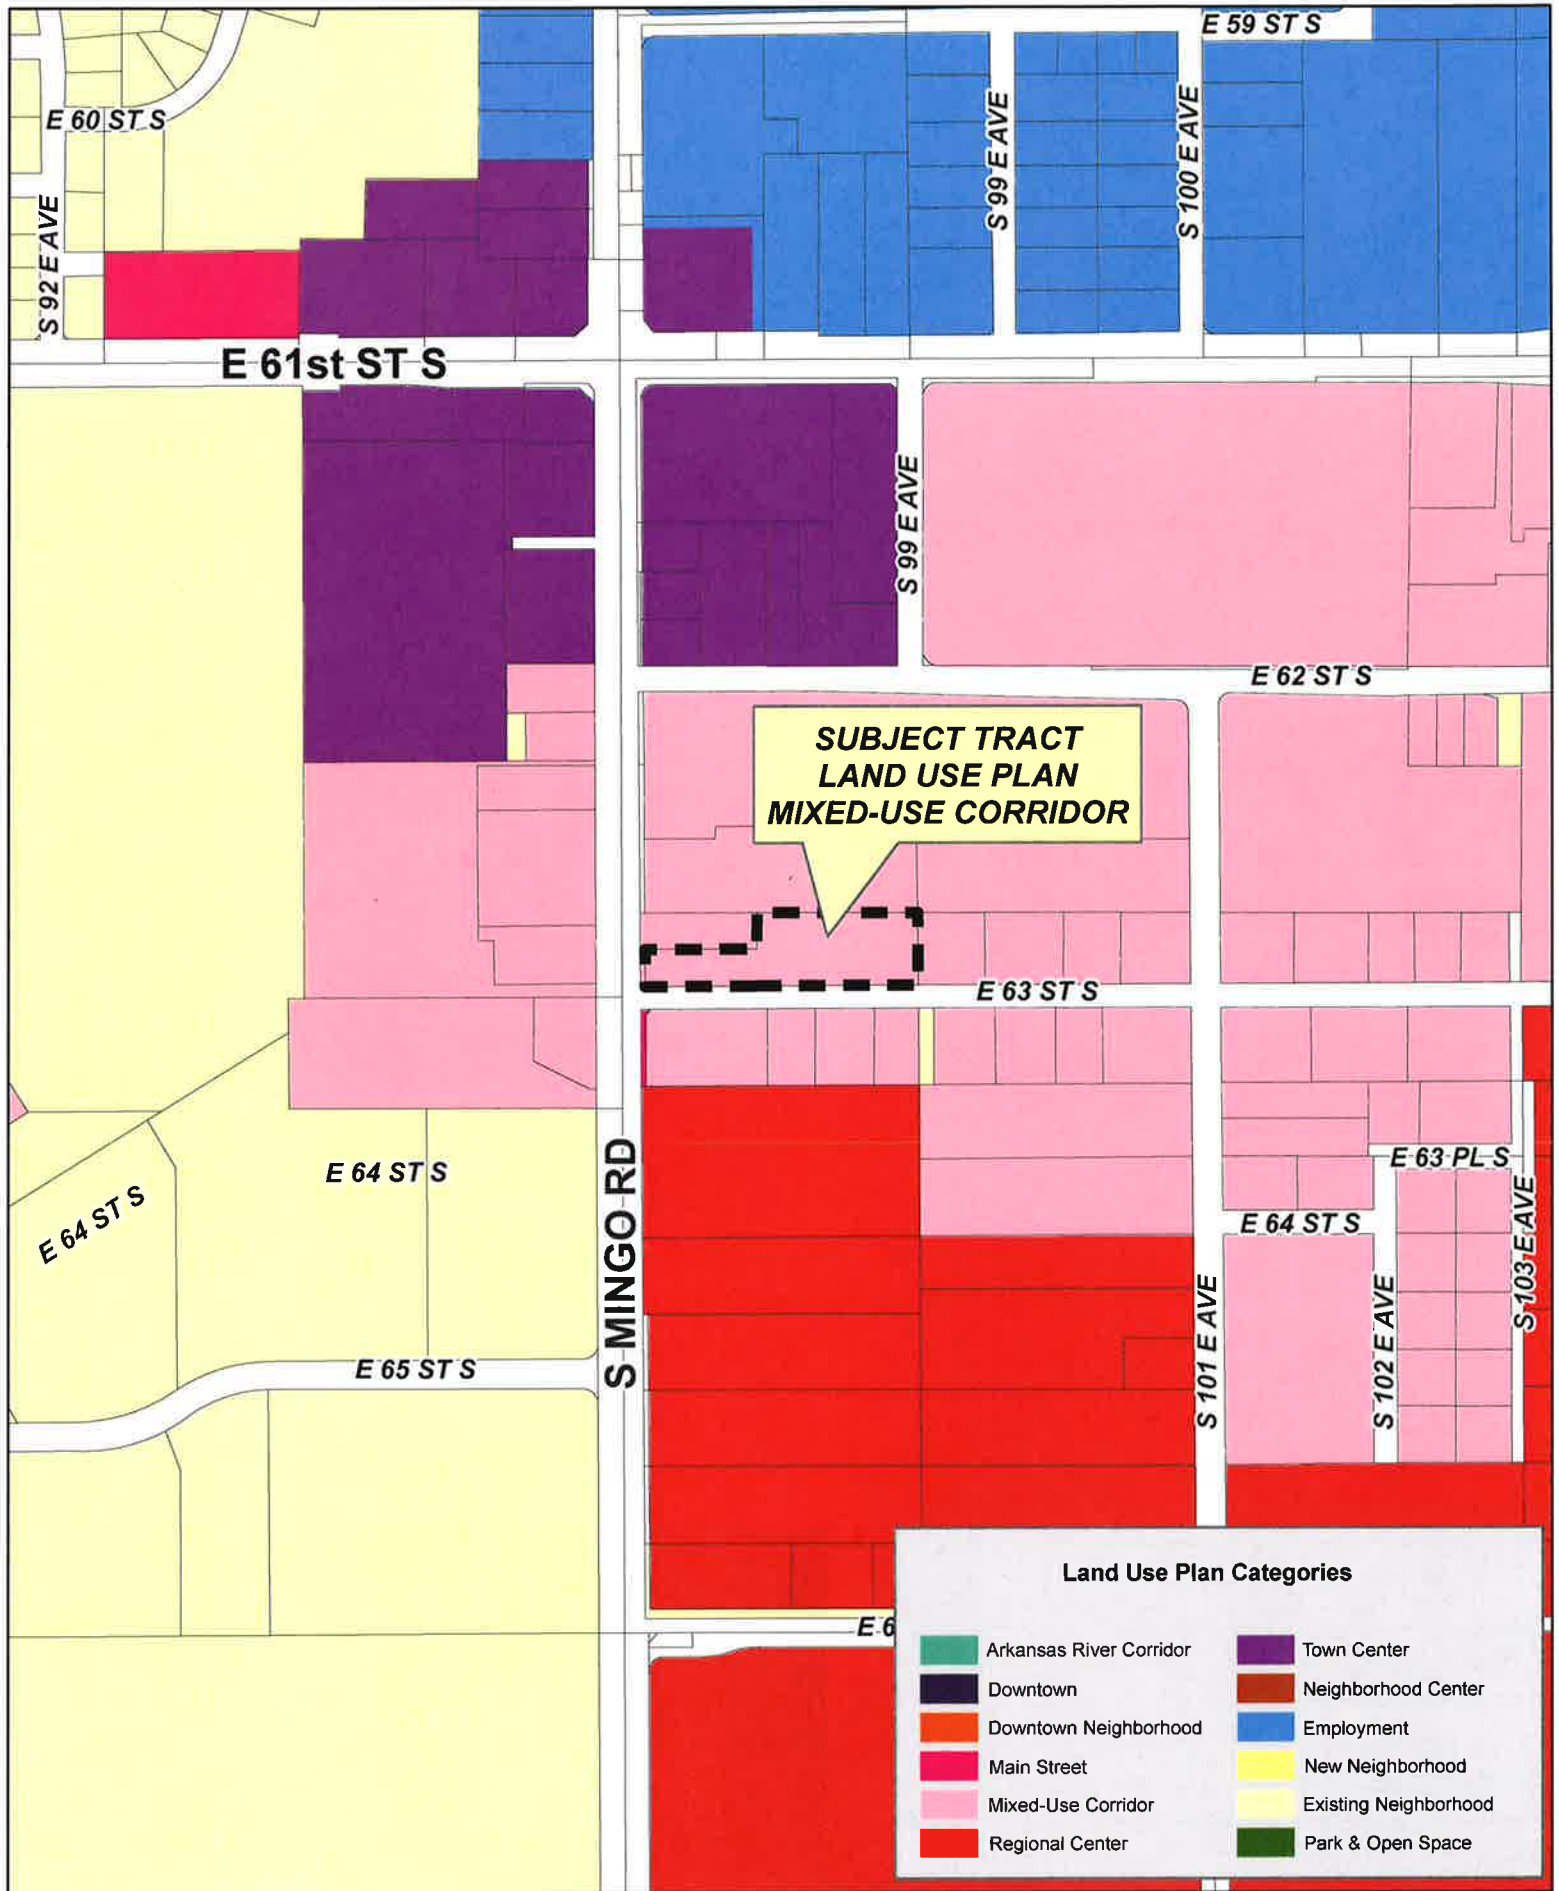 E 59 ST S
E 60 ST S
S 99 E AVE
S 100 E AVE
S 92 E AVE
E 61st ST S
S 99 E AVE
E 62 ST S
SUBJECT TRACT
LAND USE PLAN
MIXED-USE CORRIDOR
E 63 ST S
E 64 ST S
E 64 ST S
S MINGO RD
E 63 PL S
E 64 ST S
S 103 E AVE
S 101 E AVE
S 102 E AVE
E 65 ST S
E 6
Land Use Plan Categories
Arkansas River Corridor
Downtown
Downtown Neighborhood
Main Street
Mixed-Use Corridor
Regional Center
Town Center
Neighborhood Center
Employment
New Neighborhood
Existing Neighborhood
Park & Open Space